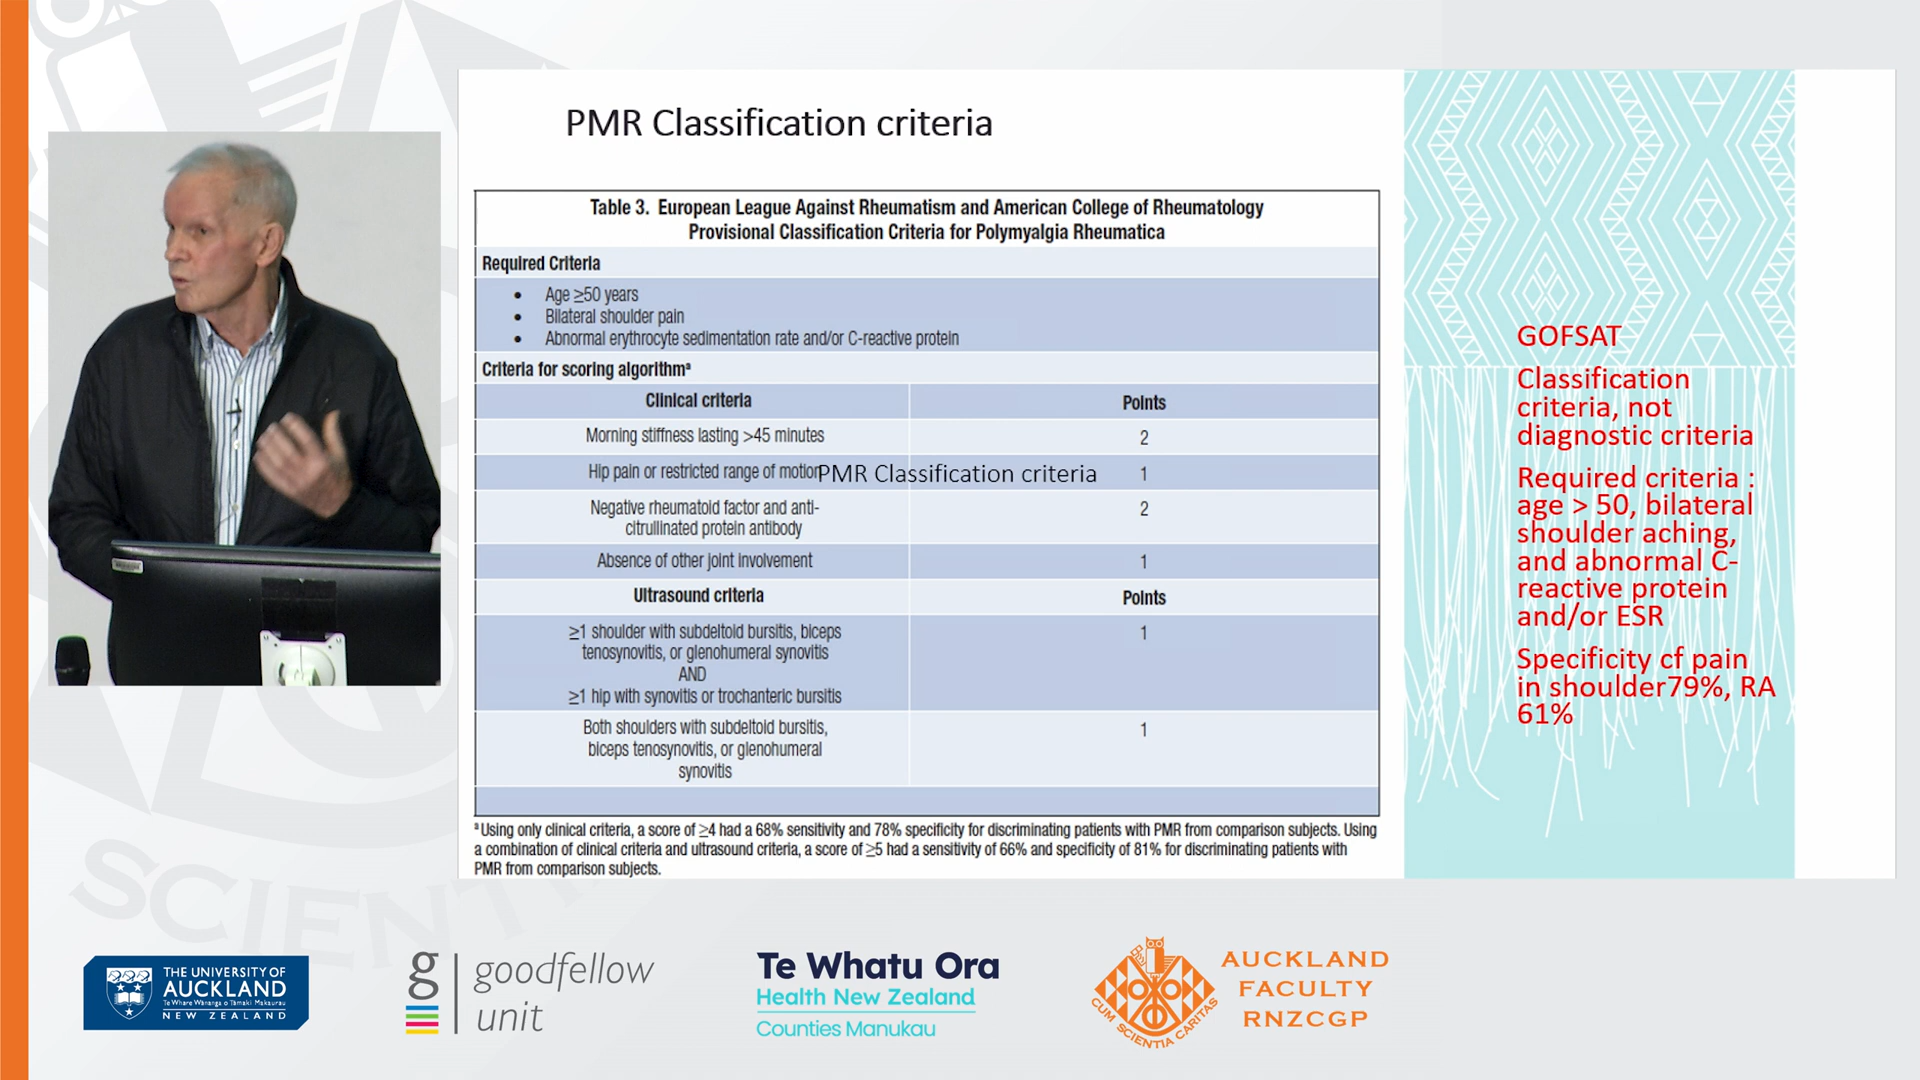 PMR Classification criteria
Table 3. European League Against Rheumatism and American College of Rheumatology
Provisional Classification Criteria for Polymyalgia Rheumatica
Required Criteria
• Age ≥50 years
• Bilateral shoulder pain
• Abnormal erythrocyte sedimentation rate and/or C-reactive protein
Criteria for scoring algorithmª
Clinical criteria Points
Morning stiffness lasting >45 minutes 2
Hip pain or restricted range of motion 1
PMR Classification criteria
Negative rheumatoid factor and anti-
citrullinated protein antibody 2
Absence of other joint involvement 1
Ultrasound criteria Points
≥1 shoulder with subdeltoid bursitis, biceps 1
tenosynovitis, or glenohumeral synovitis
AND
≥1 hip with synovitis or trochanteric bursitis
Both shoulders with subdeltoid bursitis, 1
biceps tenosynovitis, or glenohumeral
synovitis
ª Using only clinical criteria, a score of ≥4 had a 68% sensitivity and 78% specificity for discriminating patients with PMR from comparison subjects. Using
a combination of clinical criteria and ultrasound criteria, a score of ≥5 had a sensitivity of 66% and specificity of 81% for discriminating patients with
PMR from comparison subjects.
GOFSAT
Classification
criteria, not
diagnostic criteria
Required criteria :
age > 50, bilateral
shoulder aching,
and abnormal C-
reactive protein
and/or ESR
Specificity cf pain
in shoulder79%, RA
61%
SCIENTI
THE UNIVERSITY OF
AUCKLAND
Te Whare Wānanga o Tāmaki Makaurau
NEW ZEALAND
g goodfellow
unit
Te Whatu Ora
Health New Zealand
Counties Manukau
CUM SCIENTIA CARITAS
AUCKLAND
FACULTY
RNZCGP